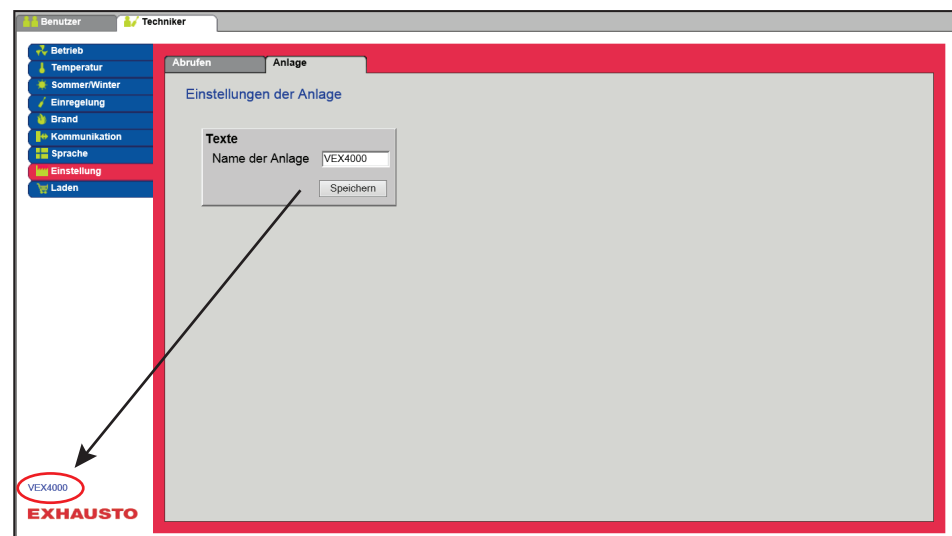 Benutzer
Techniker
Betrieb
Temperatur
Sommer/Winter
Einregelung
Brand
Kommunikation
Sprache
Einstellung
Laden
Abrufen
Anlage
Einstellungen der Anlage
Texte
Name der Anlage VEX4000
Speichern
VEX4000
EXHAUSTO